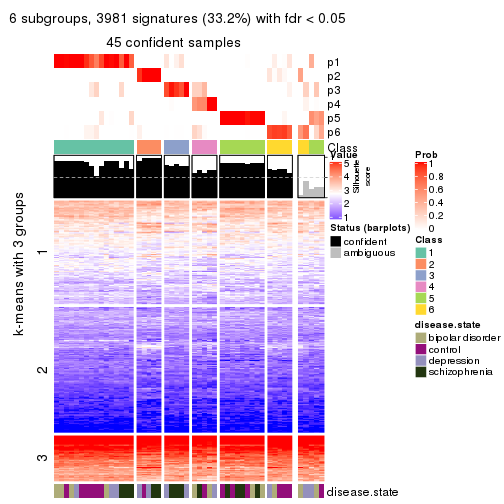 6 subgroups, 3981 signatures (33.2%) with fdr < 0.05
45 confident samples
p1
p2
p3
p4
p5
p6
Class
Silhouette
score
k-means with 3 groups
1
2
3
disease.state
Value
5
4
3
2
1
Status (barplots)
confident
ambiguous
Prob
1
0.8
0.6
0.4
0.2
0
Class
1
2
3
4
5
6
disease.state
bipolar disorder
control
depression
schizophrenia